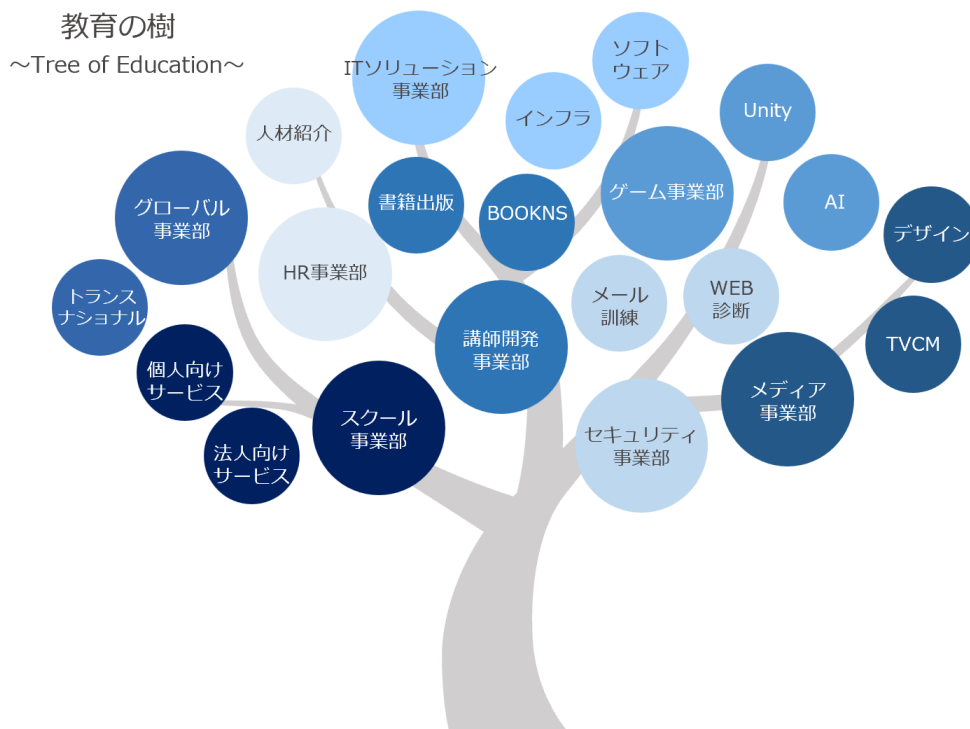 教育の樹
～Tree of Education～
ITソリューション
事業部
ソフト
ウェア
インフラ
Unity
人材紹介
書籍出版
BOOKNS
ゲーム事業部
AI
デザイン
グローバル
事業部
HR事業部
トランス
ナショナル
メール
訓練
WEB
診断
講師開発
事業部
TVCM
個人向け
サービス
メディア
事業部
スクール
事業部
セキュリティ
事業部
法人向け
サービス